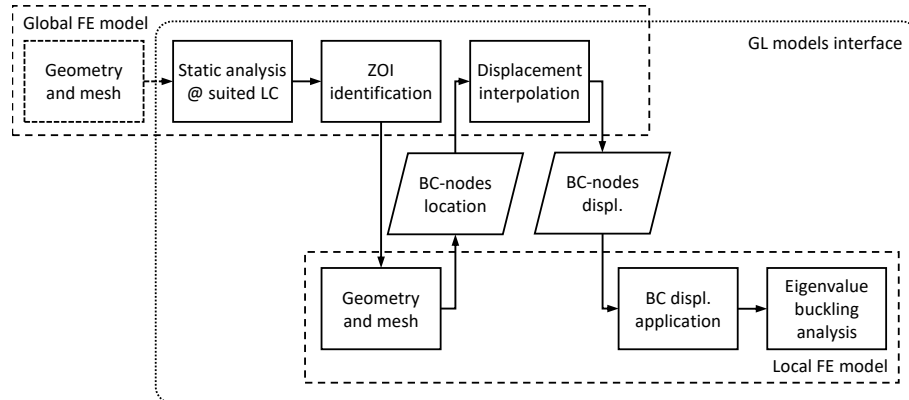 Global FE model
GL models interface
Geometry
and mesh
Static analysis
@ suited LC
ZOI
identification
Displacement
interpolation
BC-nodes
location
BC-nodes
displ.
Geometry
and mesh
BC displ.
application
Eigenvalue
buckling
analysis
Local FE model